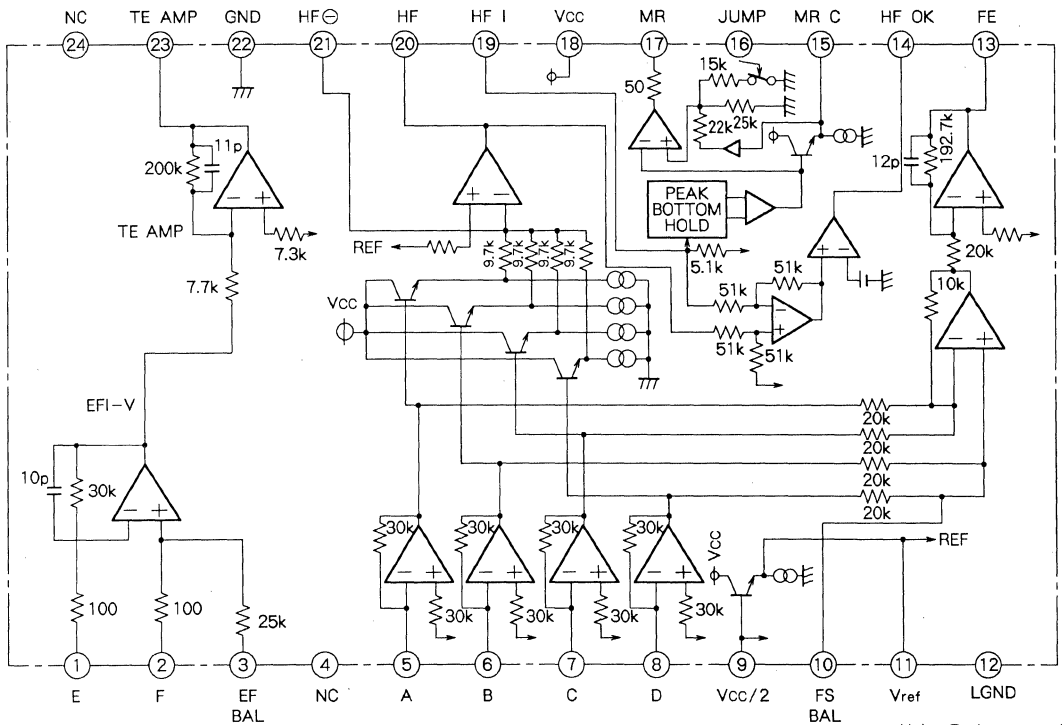 NC TE AMP GND HF⊖ HF HF I VCC MR JUMP MR C HF OK FE
24 23 22 21 20 19 18 17 16 15 14 13
15k
50
25k
22k
11p
200k
12p
192.7k
PEAK
BOTTOM
HOLD
TE AMP
7.3k
REF
9.7k 9.7k 9.7k 9.7k
5.1k
20k
7.7k
51k
51k
10k
VCC
51k
51k
EFI-V
20k
20k
20k
20k
10p
30k
30k 30k 30k 30k
VCC
REF
100
100
25k
30k 30k 30k 30k
1 2 3 4 5 6 7 8 9 10 11 12
E F EF BAL NC A B C D VCC/2 FS BAL Vref LGND